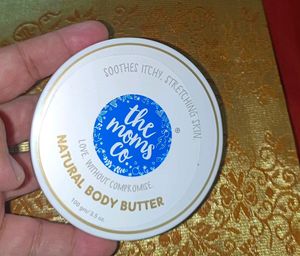 SOOTHES ITCHY, STRETCHING SKIN.
the
moms
co.
®
LOVE, WITHOUT COMPROMISE.
NATURAL BODY BUTTER
100 gm/3.5 oz.